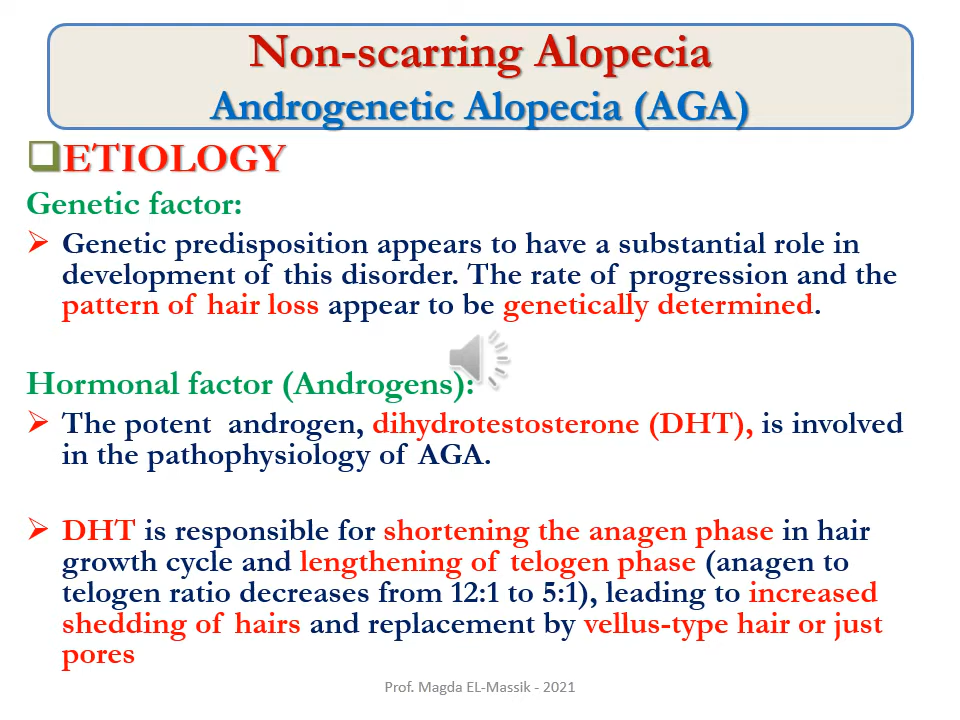 Non-scarring Alopecia
Androgenetic Alopecia (AGA)
ETIOLOGY
Genetic factor:
Genetic predisposition appears to have a substantial role in
development of this disorder. The rate of progression and the
pattern of hair loss appear to be genetically determined.
Hormonal factor (Androgens):
The potent androgen, dihydrotestosterone (DHT), is involved
in the pathophysiology of AGA.
DHT is responsible for shortening the anagen phase in hair
growth cycle and lengthening of telogen phase (anagen to
telogen ratio decreases from 12:1 to 5:1), leading to increased
shedding of hairs and replacement by vellus-type hair or just
pores
Prof. Magda EL-Massik - 2021